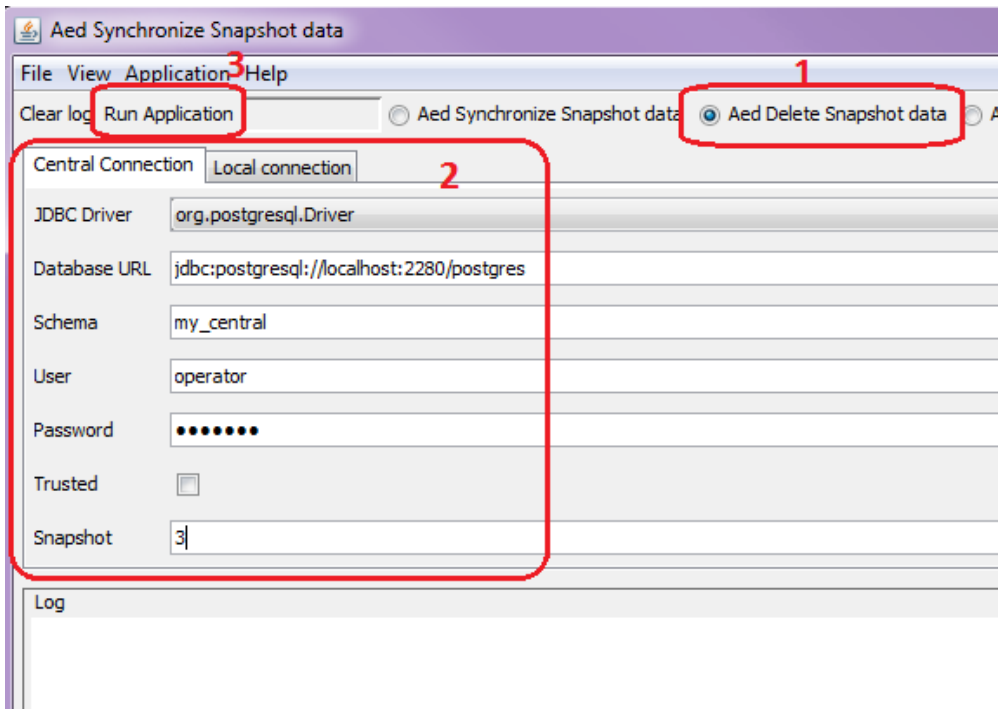 Aed Synchronize Snapshot data
File View Application Help
3
1
Clear log Run Application Aed Synchronize Snapshot data Aed Delete Snapshot data A
Central Connection Local connection
2
JDBC Driver org.postgresql.Driver
Database URL jdbc:postgresql://localhost:2280/postgres
Schema my_central
User operator
Password •••••••
Trusted
Snapshot 3
Log